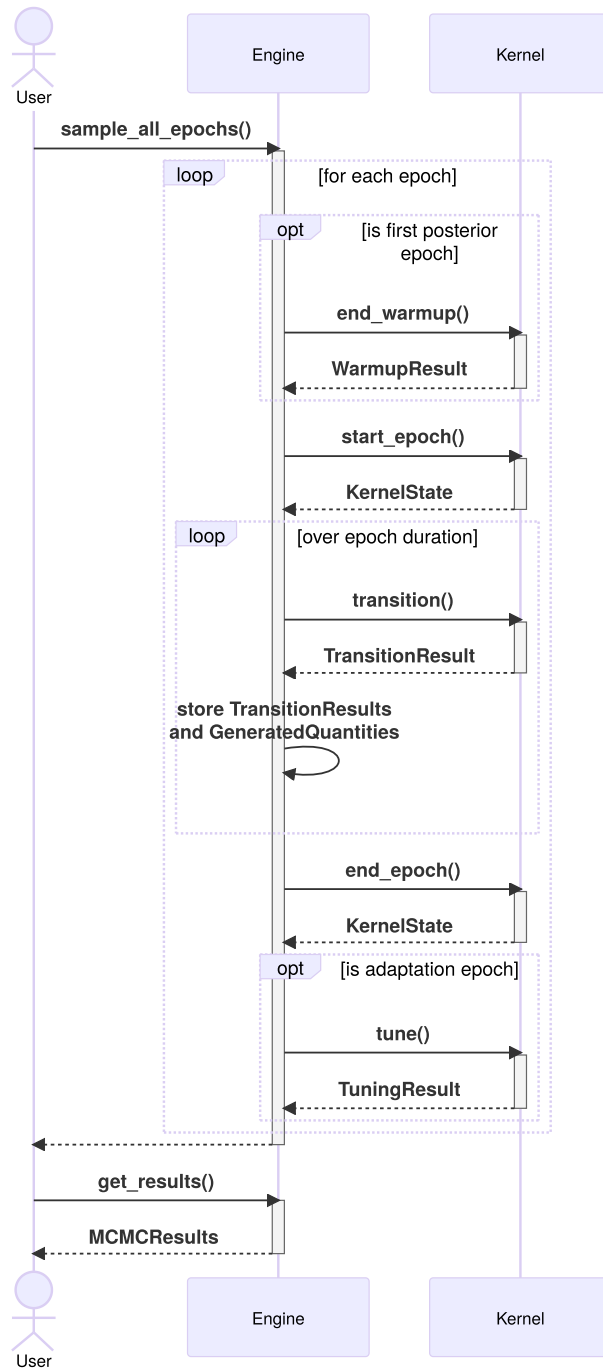 Engine
Kernel
User
sample_all_epochs()
loop
[for each epoch]
opt
[is first posterior
epoch]
end_warmup()
WarmupResult
start_epoch()
KernelState
loop
[over epoch duration]
transition()
TransitionResult
store TransitionResults
and GeneratedQuantities
end_epoch()
KernelState
opt
[is adaptation epoch]
tune()
TuningResult
get_results()
MCMCResults
Engine
Kernel
User